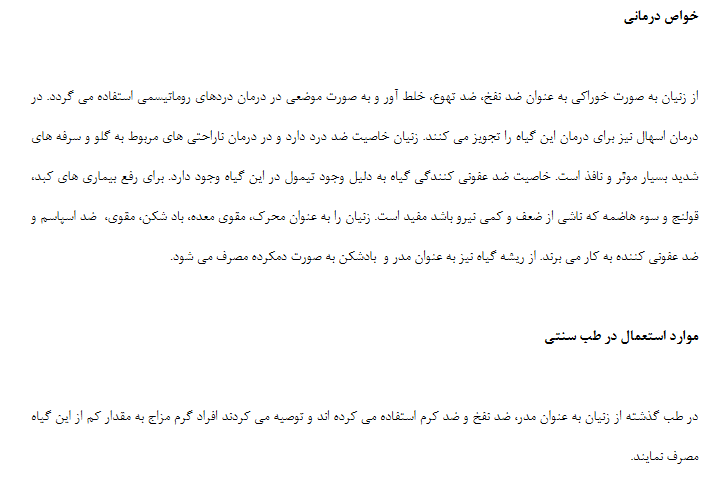 خواص درمانی
از زنیان به صورت خوراکی به عنوان ضد نفخ، ضد تهوع، خلط آور و به صورت موضعی در درمان دردهای روماتیسمی استفاده می گردد. در
درمان اسهال نیز برای درمان این گیاه را تجویز می کنند. زنیان خاصیت ضد درد دارد و در درمان ناراحتی های مربوط به گلو و سرفه های
شدید بسیار موثر و نافذ است. خاصیت ضد عفونی کنندگی گیاه به دلیل وجود تیمول در این گیاه وجود دارد. برای رفع بیماری های کبد،
قولنج و سوء هاضمه که ناشی از ضعف و کمی نیرو باشد مفید است. زنیان را به عنوان محرک، مقوی معده، باد شکن، مقوی، ضد اسپاسم و
ضد عفونی کننده به کار می برند. از ریشه گیاه نیز به عنوان مدر و بادشکن به صورت دمکرده مصرف می شود.
موارد استعمال در طب سنتی
در طب گذشته از زنیان به عنوان مدر، ضد نفخ و ضد کرم استفاده می کرده اند و توصیه می کردند افراد گرم مزاج به مقدار کم از این گیاه
مصرف نمایند.